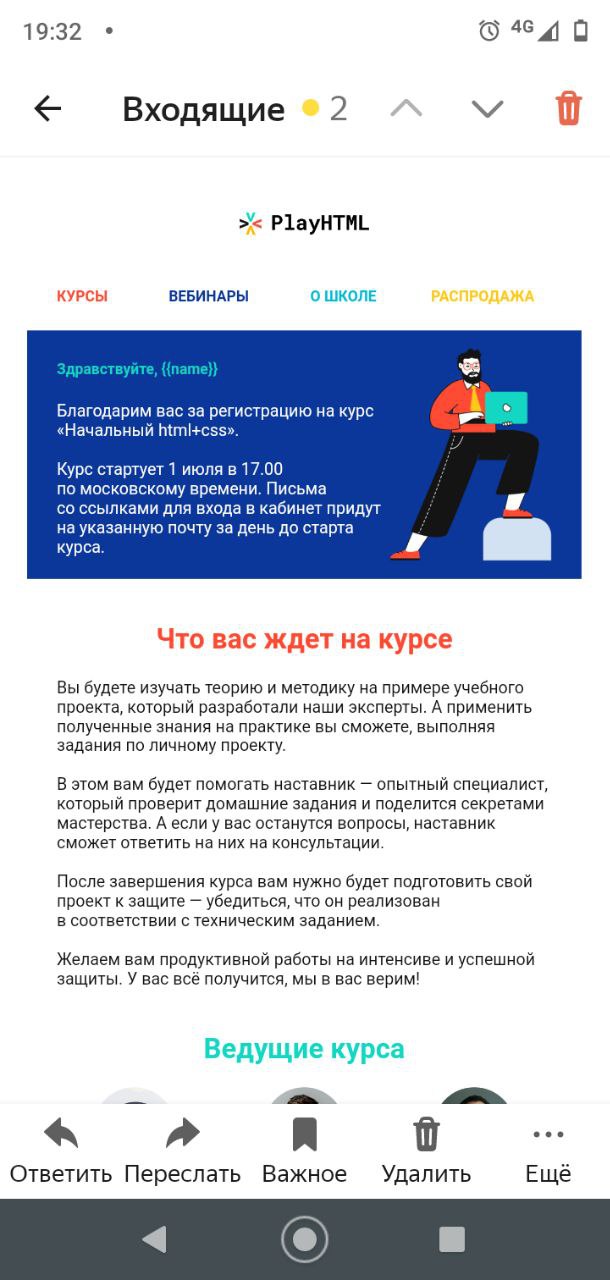 19:32
4G
Входящие 2
PlayHTML
КУРСЫ ВЕБИНАРЫ О ШКОЛЕ РАСПРОДАЖА
Здравствуйте, {{name}}
Благодарим вас за регистрацию на курс
«Начальный html+css».
Курс стартует 1 июля в 17.00
по московскому времени. Письма
со ссылками для входа в кабинет придут
на указанную почту за день до старта
курса.
Что вас ждет на курсе
Вы будете изучать теорию и методику на примере учебного
проекта, который разработали наши эксперты. А применить
полученные знания на практике вы сможете, выполняя
задания по личному проекту.
В этом вам будет помогать наставник — опытный специалист,
который проверит домашние задания и поделится секретами
мастерства. А если у вас останутся вопросы, наставник
сможет ответить на них на консультации.
После завершения курса вам нужно будет подготовить свой
проект к защите — убедиться, что он реализован
в соответствии с техническим заданием.
Желаем вам продуктивной работы на интенсиве и успешной
защиты. У вас всё получится, мы в вас верим!
Ведущие курса
Ответить Переслать Важное Удалить Ещё